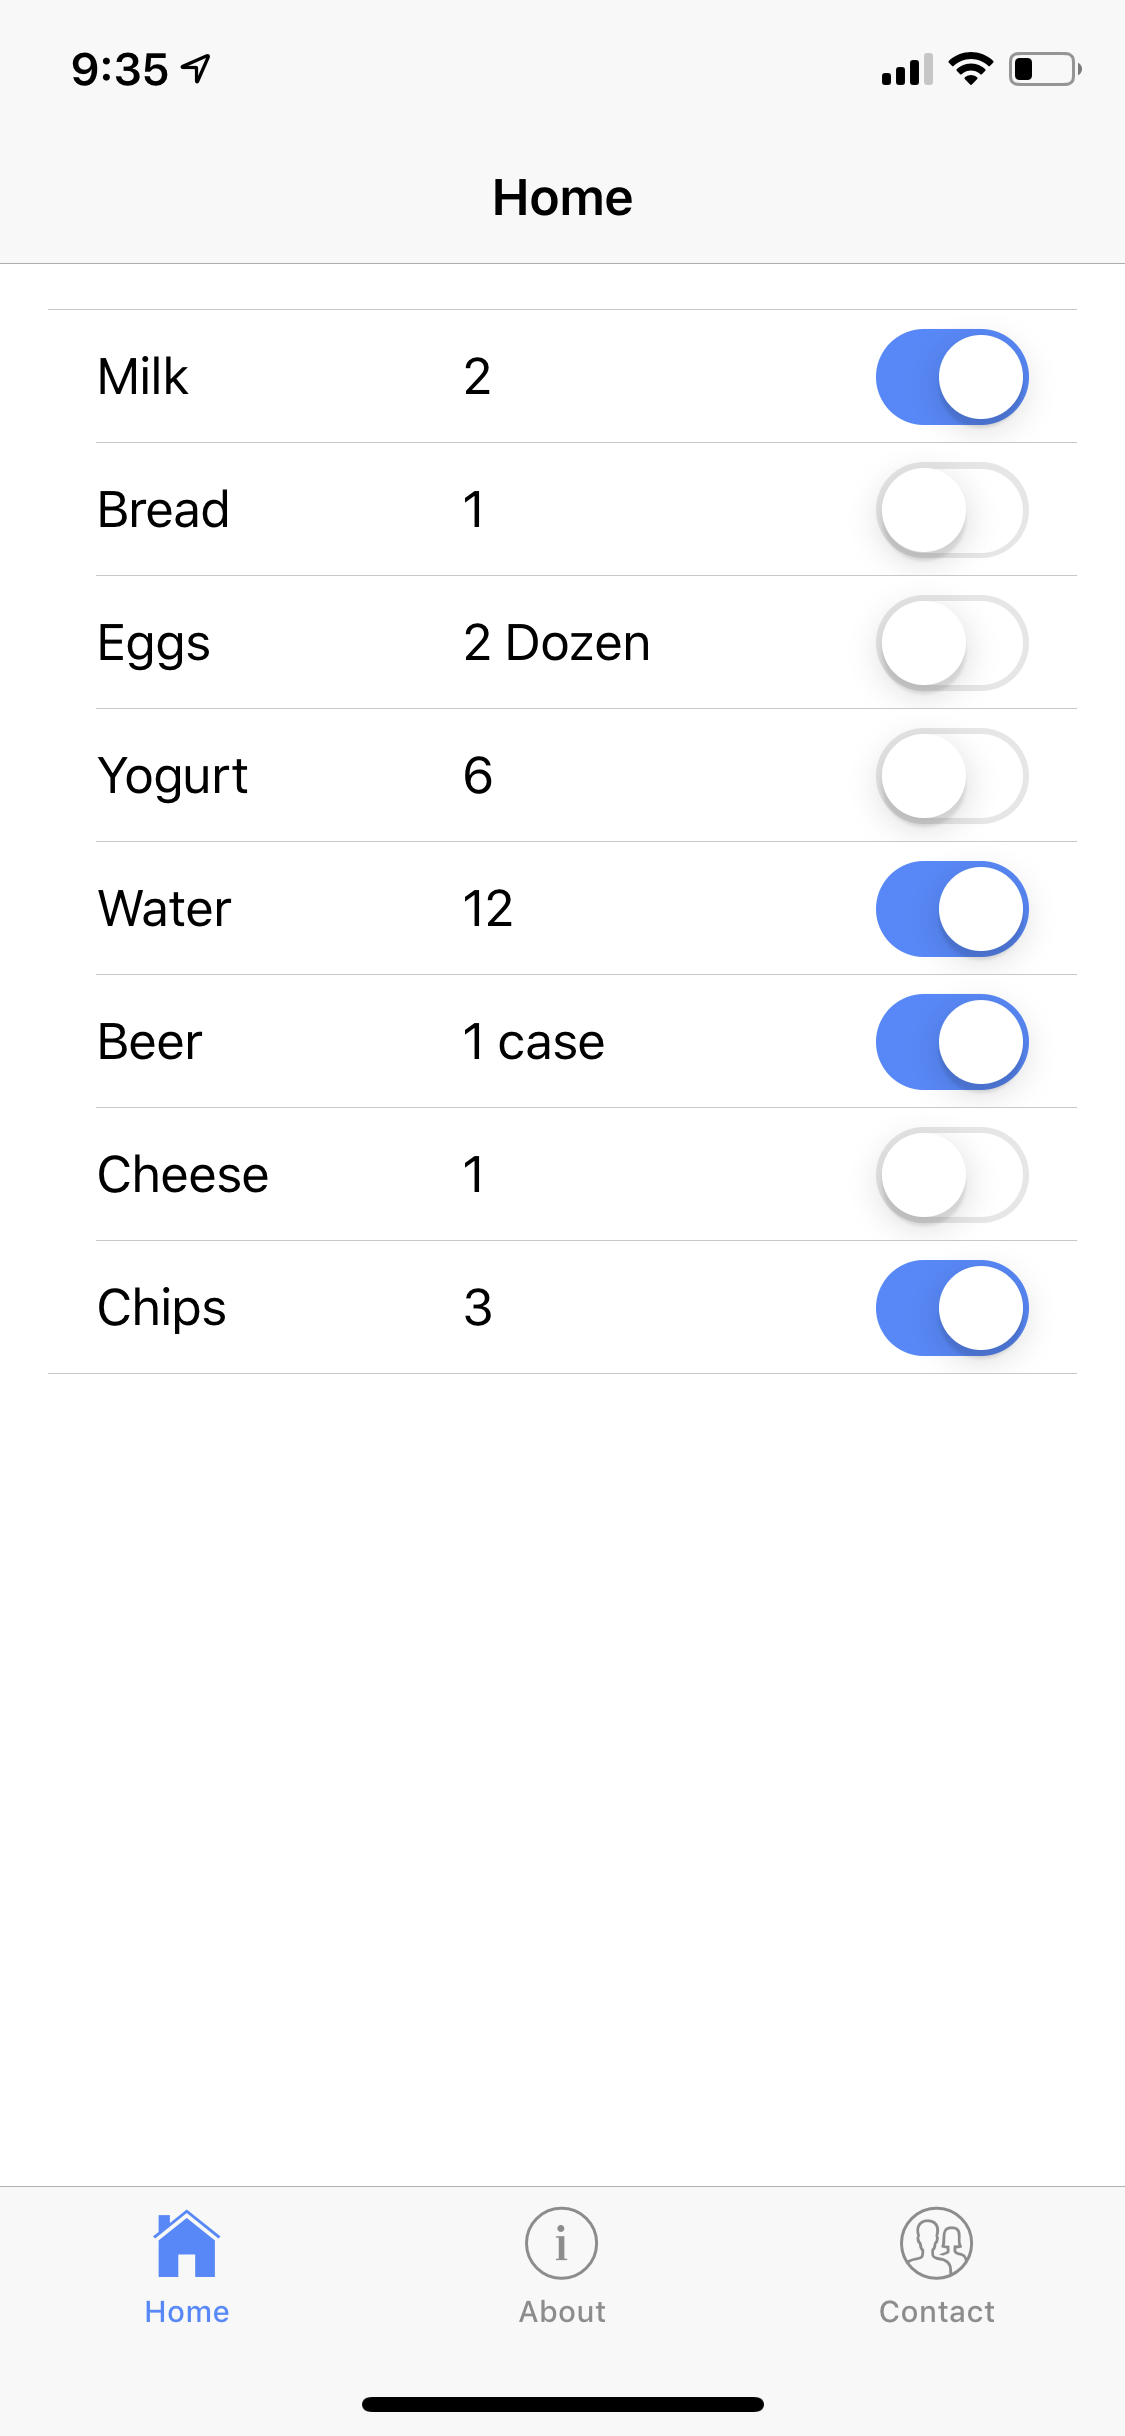 9:35
Home
Milk 2
Bread 1
Eggs 2 Dozen
Yogurt 6
Water 12
Beer 1 case
Cheese 1
Chips 3
Home About Contact